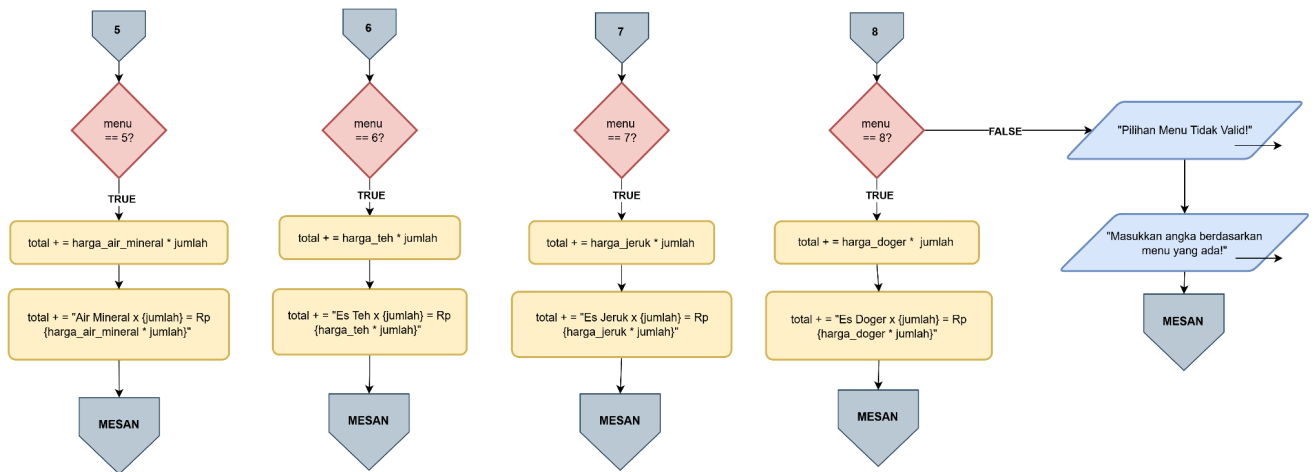 5
menu
== 5?
TRUE
total + = harga_air_mineral * jumlah
total + = "Air Mineral x {jumlah} = Rp
{harga_air_mineral * jumlah}"
MESAN
6
menu
== 6?
TRUE
total + = harga_teh * jumlah
total + = "Es Teh x {jumlah} = Rp
{harga_teh * jumlah}"
MESAN
7
menu
== 7?
TRUE
total + = harga_jeruk * jumlah
total + = "Es Jeruk x {jumlah} = Rp
{harga_jeruk * jumlah}"
MESAN
8
menu
== 8?
TRUE
total + = harga_doger * jumlah
total + = "Es Doger x {jumlah} = Rp
{harga_doger * jumlah}"
MESAN
FALSE
"Pilihan Menu Tidak Valid!"
"Masukkan angka berdasarkan
menu yang ada!"
MESAN